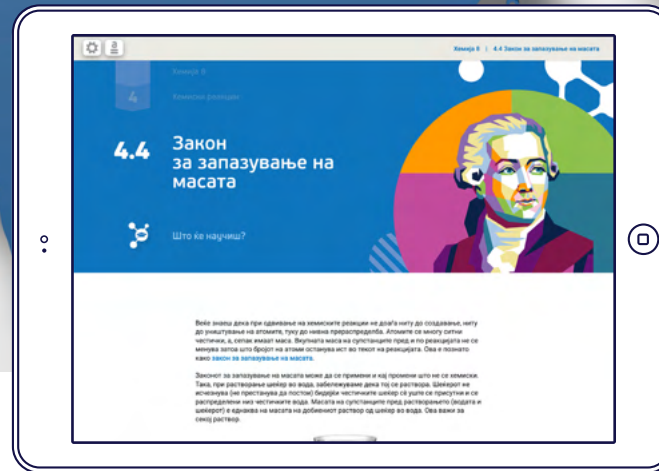 Хемија 8 | 4.4 Закон за запазување на масата
Хемија 8
4
Хемиски реакции
4.4
Закон
за запазување на
масата
Што ќе научиш?
Веќе знаеш дека при одвивање на хемиските реакции не доаѓа ниту до создавање, ниту
до уништување на атомите, туку до нивна прераспределба. Атомите се многу ситни
честички, а, сепак имаат маса. Вкупната маса на супстанците пред и по реакцијата не се
менува затоа што бројот на атоми останува ист во текот на реакцијата. Ова е познато
како закон за запазување на масата.
Законот за запазување на масата може да се примени и кај промени што не се хемиски.
Така, при растворање шеќер во вода, забележуваме дека тој се раствора. Шеќерот не
исчезнува (не престанува да постои) бидејќи честичките шеќер сѐ уште се присутни и се
распределени низ честичките вода. Масата на супстанците пред растворањето (водата и
шеќерот) е еднаква на масата на добиениот раствор од шеќер во вода. Ова важи за
секој раствор.